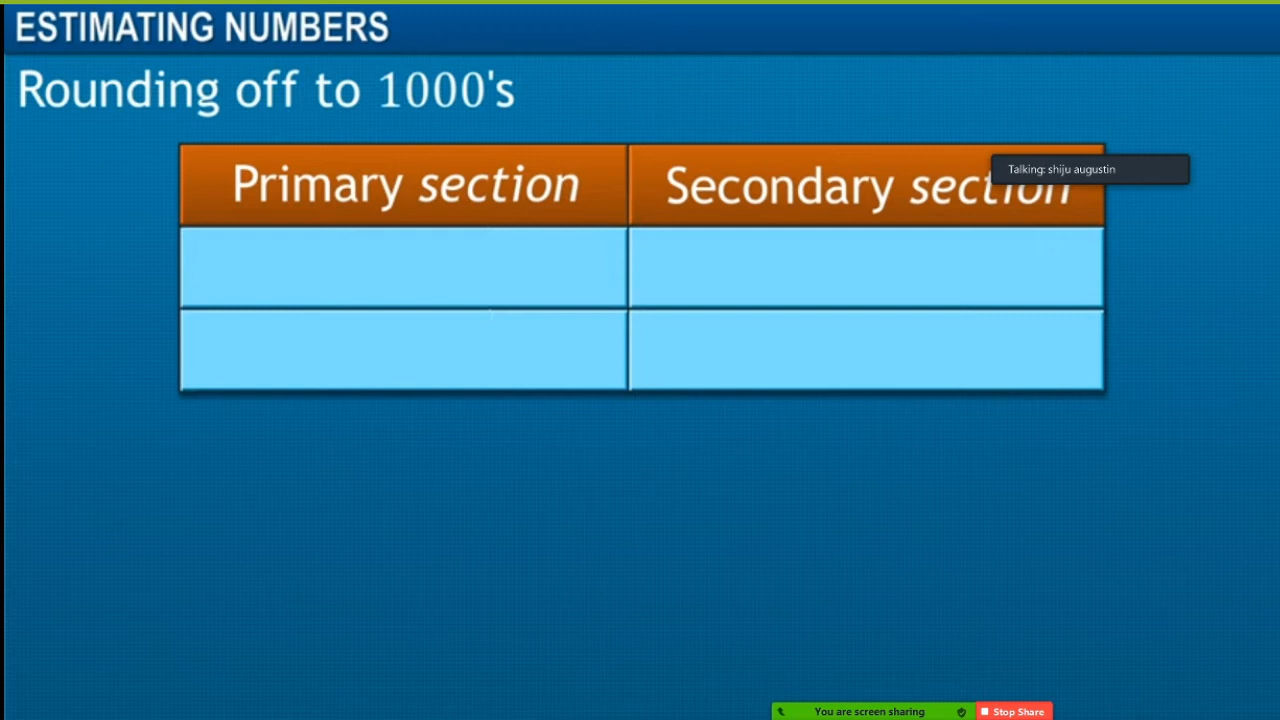 ESTIMATING NUMBERS
Rounding off to 1000's
Primary section
Secondary section
Talking: shiju augustin
You are screen sharing
Stop Share